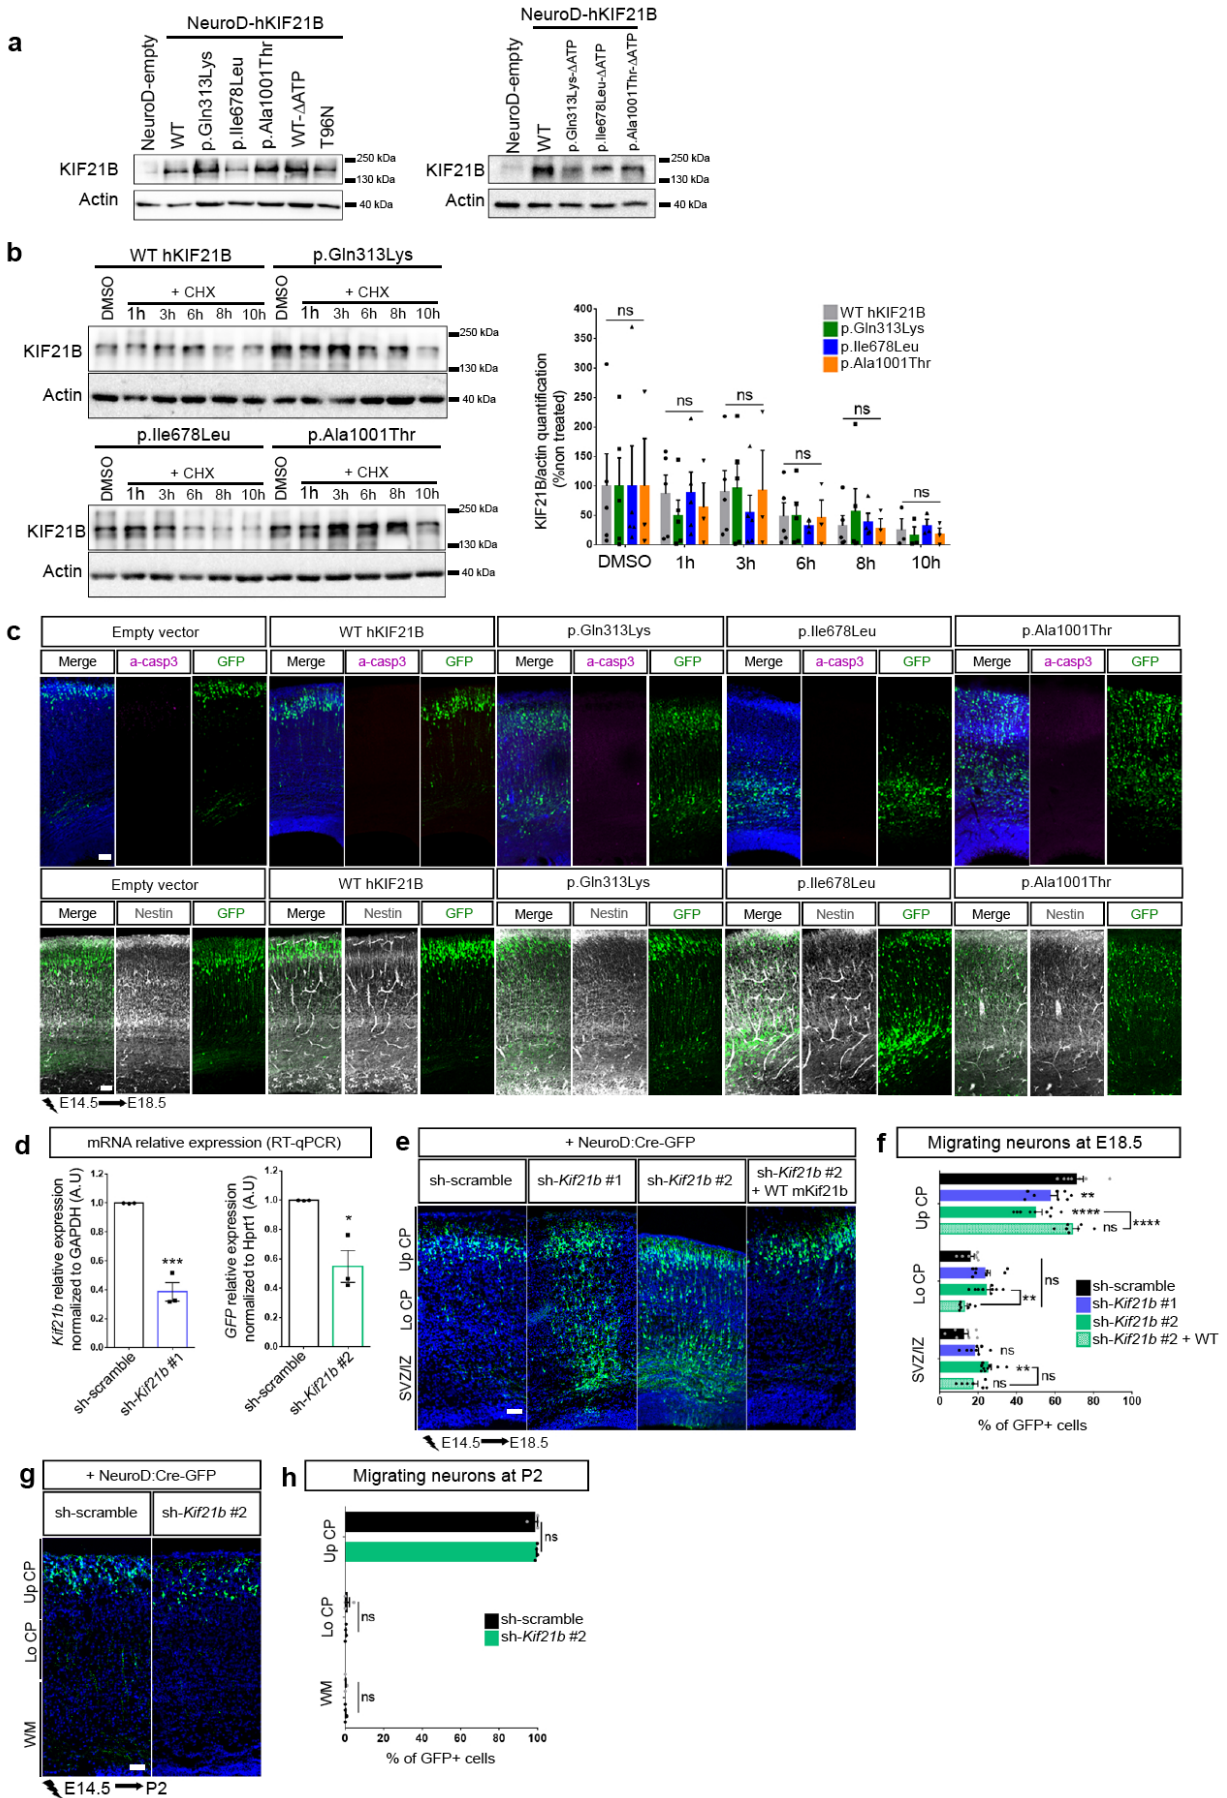 a
NeuroD-hKIF21B
NeuroD-empty
WT
p.Gln313Lys
p.Ile678Leu
p.Ala1001Thr
WT-ΔATP
T96N
KIF21B
250 kDa
130 kDa
Actin
40 kDa
NeuroD-hKIF21B
NeuroD-empty
WT
p.Gln313Lys-ΔATP
p.Ile678Leu-ΔATP
p.Ala1001Thr-ΔATP
KIF21B
250 kDa
130 kDa
Actin
40 kDa
b
WT hKIF21B p.Gln313Lys
DMSO + CHX DMSO + CHX
1h 3h 6h 8h 10h 1h 3h 6h 8h 10h
KIF21B
250 kDa
130 kDa
Actin
40 kDa
p.Ile678Leu p.Ala1001Thr
DMSO + CHX DMSO + CHX
1h 3h 6h 8h 10h 1h 3h 6h 8h 10h
KIF21B
250 kDa
130 kDa
Actin
40 kDa
KIF21B/actin quantification
(%non treated)
400
350
300
250
200
150
100
50
0
ns ns ns ns ns ns
WT hKIF21B
p.Gln313Lys
p.Ile678Leu
p.Ala1001Thr
DMSO 1h 3h 6h 8h 10h
c
Empty vector WT hKIF21B p.Gln313Lys p.Ile678Leu p.Ala1001Thr
Merge a-casp3 GFP Merge a-casp3 GFP Merge a-casp3 GFP Merge a-casp3 GFP Merge a-casp3 GFP
Empty vector WT hKIF21B p.Gln313Lys p.Ile678Leu p.Ala1001Thr
Merge Nestin GFP Merge Nestin GFP Merge Nestin GFP Merge Nestin GFP Merge Nestin GFP
E14.5 E18.5
d
mRNA relative expression (RT-qPCR)
Kif21b relative expression
normalized to GAPDH (A.U)
1.2
1.0
0.8
0.6
0.4
0.2
0.0
***
sh-scramble
sh-Kif21b #1
GFP relative expression
normalized to Hprt1 (A.U)
1.2
1.0
0.8
0.6
0.4
0.2
0.0
*
sh-scramble
sh-Kif21b #2
e
+ NeuroD:Cre-GFP
sh-scramble sh-Kif21b #1 sh-Kif21b #2 sh-Kif21b #2
+ WT mKif21b
Up CP
Lo CP
SVZ/IZ
E14.5 E18.5
f
Migrating neurons at E18.5
Up CP
**
****
ns
****
Lo CP
**
ns
SVZ/IZ
ns
**
ns
ns
sh-scramble
sh-Kif21b #1
sh-Kif21b #2
sh-Kif21b #2 + WT
0 20 40 60 80 100
% of GFP+ cells
g
+ NeuroD:Cre-GFP
sh-scramble sh-Kif21b #2
Up CP
Lo CP
WM
E14.5 P2
h
Migrating neurons at P2
Up CP
ns
Lo CP
ns
WM
ns
sh-scramble
sh-Kif21b #2
0 20 40 60 80 100
% of GFP+ cells